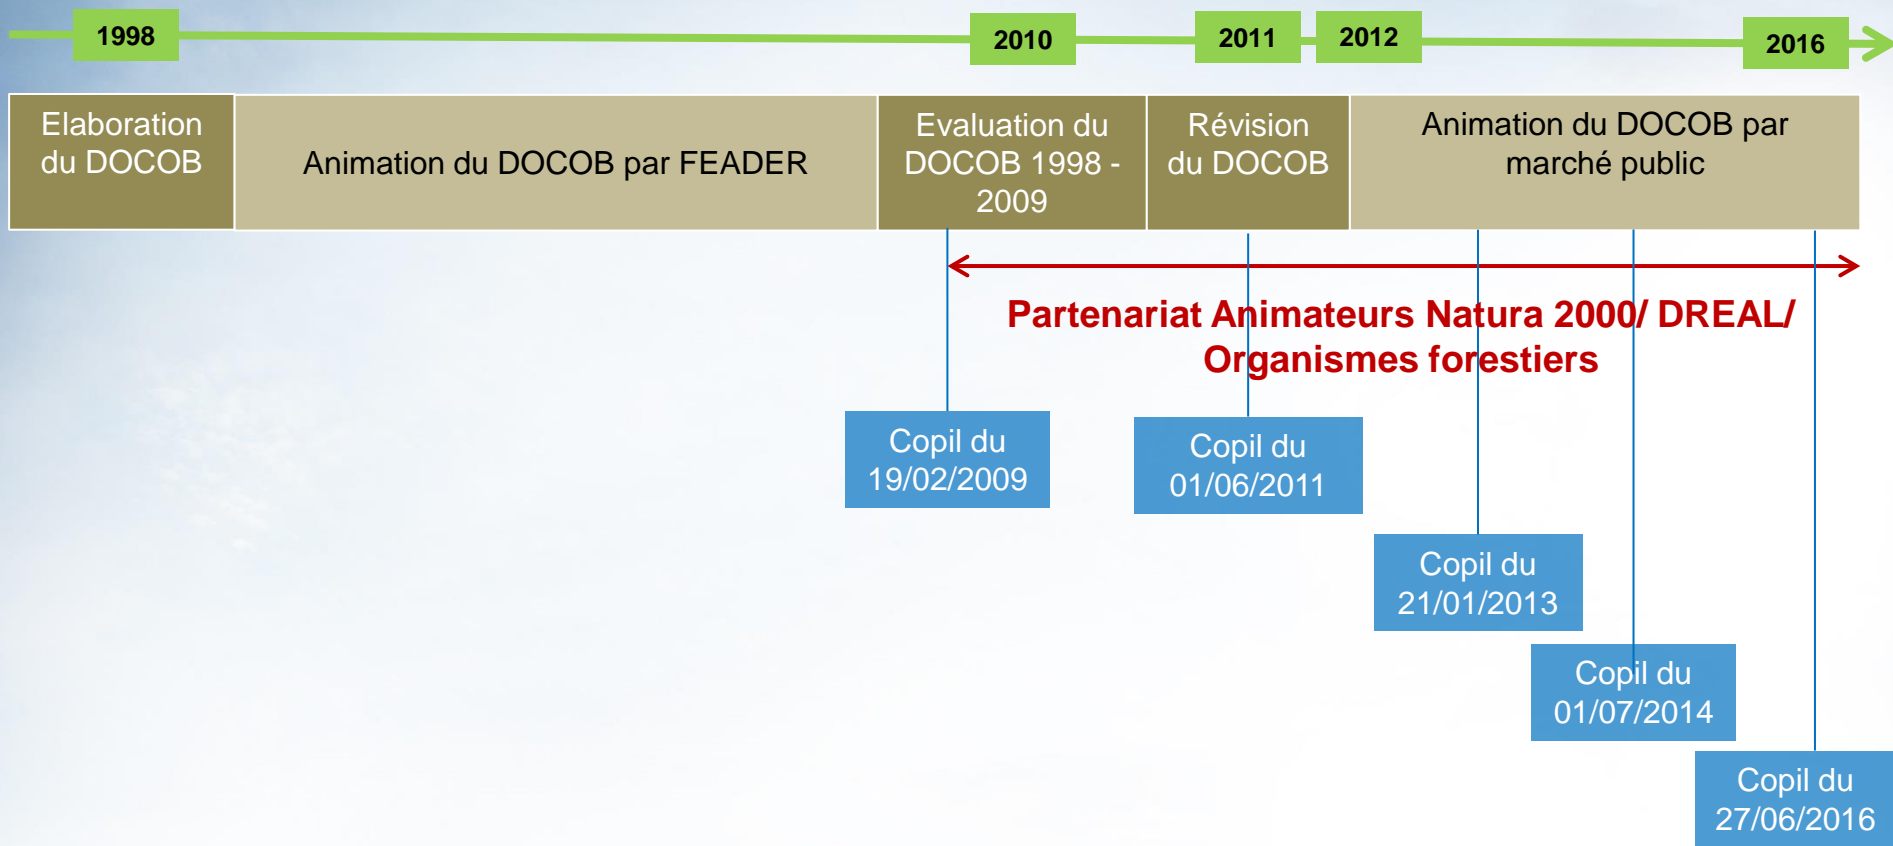 1998
2010
2011
2012
2016
Elaboration
du DOCOB
Animation du DOCOB par FEADER
Evaluation du
DOCOB 1998 -
2009
Révision
du DOCOB
Animation du DOCOB par
marché public
Partenariat Animateurs Natura 2000/ DREAL/
Organismes forestiers
Copil du
19/02/2009
Copil du
01/06/2011
Copil du
21/01/2013
Copil du
01/07/2014
Copil du
27/06/2016